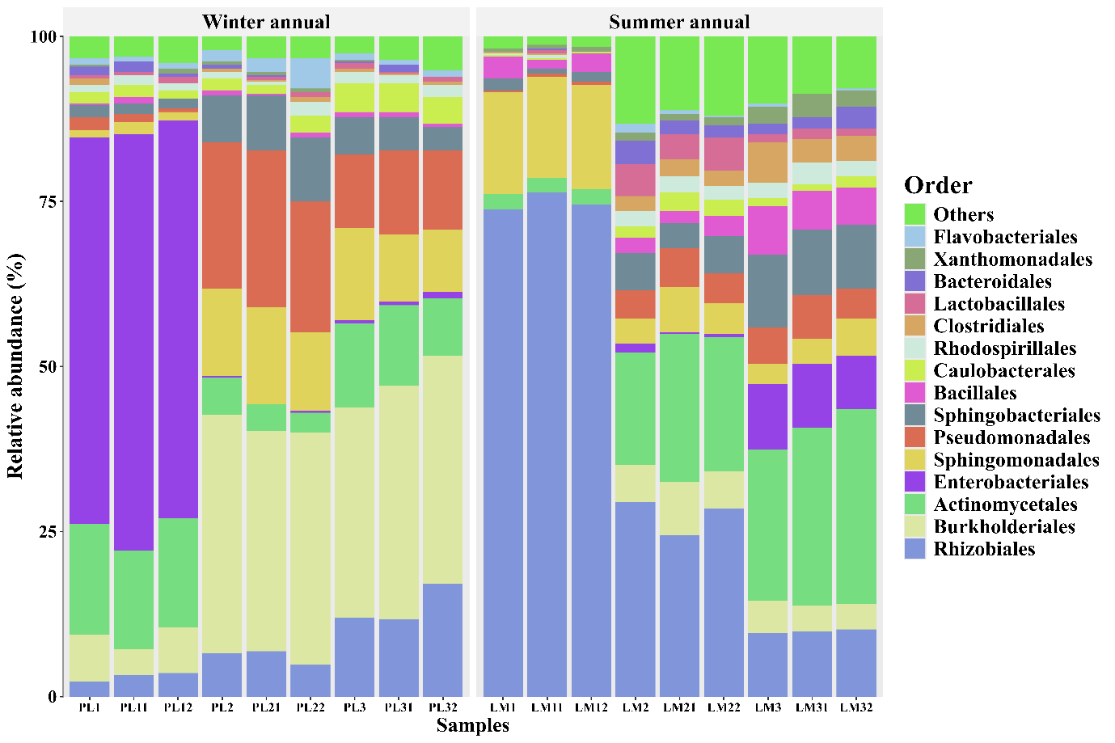 Winter annual
Summer annual
100
75
50
25
0
Relative abundance (%)
PL1 PL11 PL12 PL2 PL21 PL22 PL3 PL31 PL32
LM1 LM11 LM12 LM2 LM21 LM22 LM3 LM31 LM32
Samples
Order
Others
Flavobacteriales
Xanthomonadales
Bacteroidales
Lactobacillales
Clostridiales
Rhodospirillales
Caulobacterales
Bacillales
Sphingobacteriales
Pseudomonadales
Sphingomonadales
Enterobacteriales
Actinomycetales
Burkholderiales
Rhizobiales